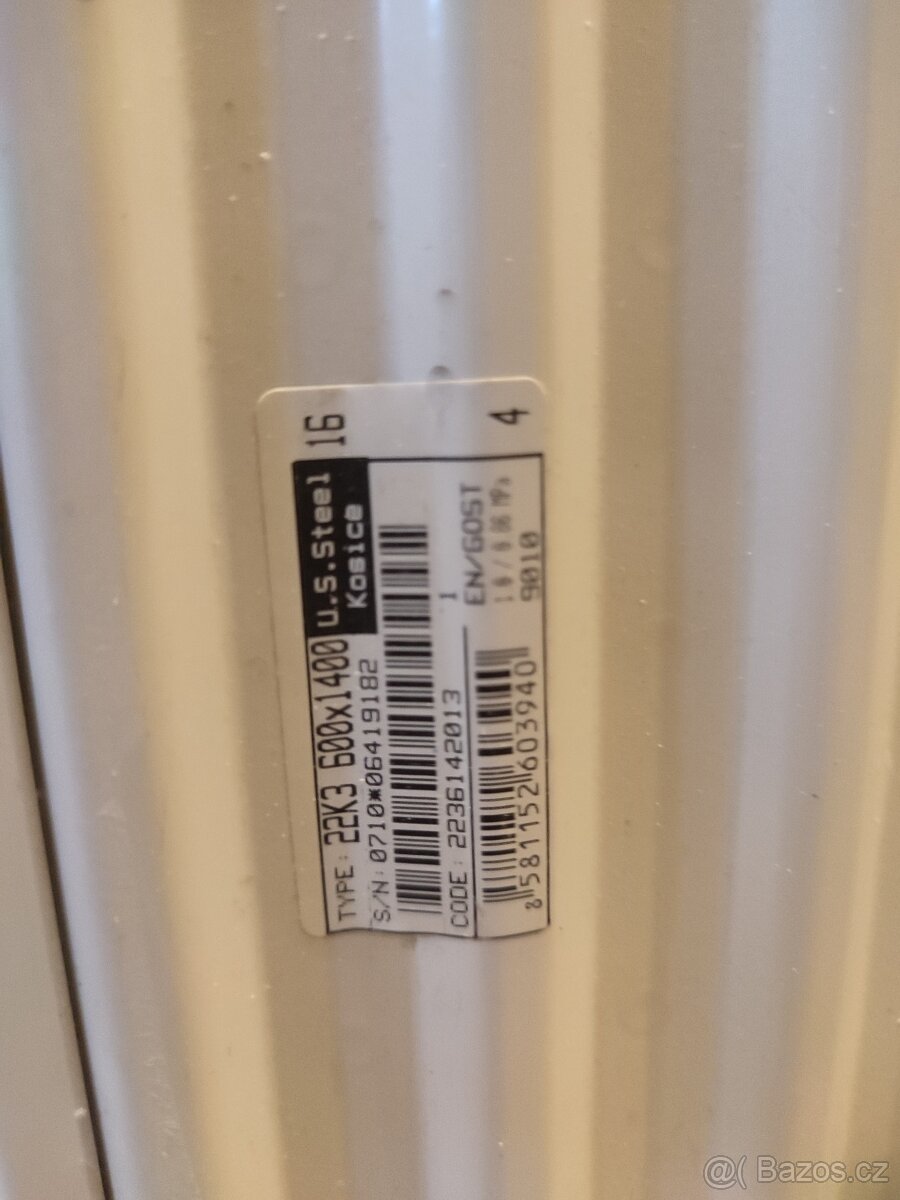 TYPE: 22K3 600x1400
u.s.steel
Kosice
16
S/N: 0710*06419182
CODE: 2236142013
1
EN/GOST
9010
4
8 581152 603940
@( Bazos.cz